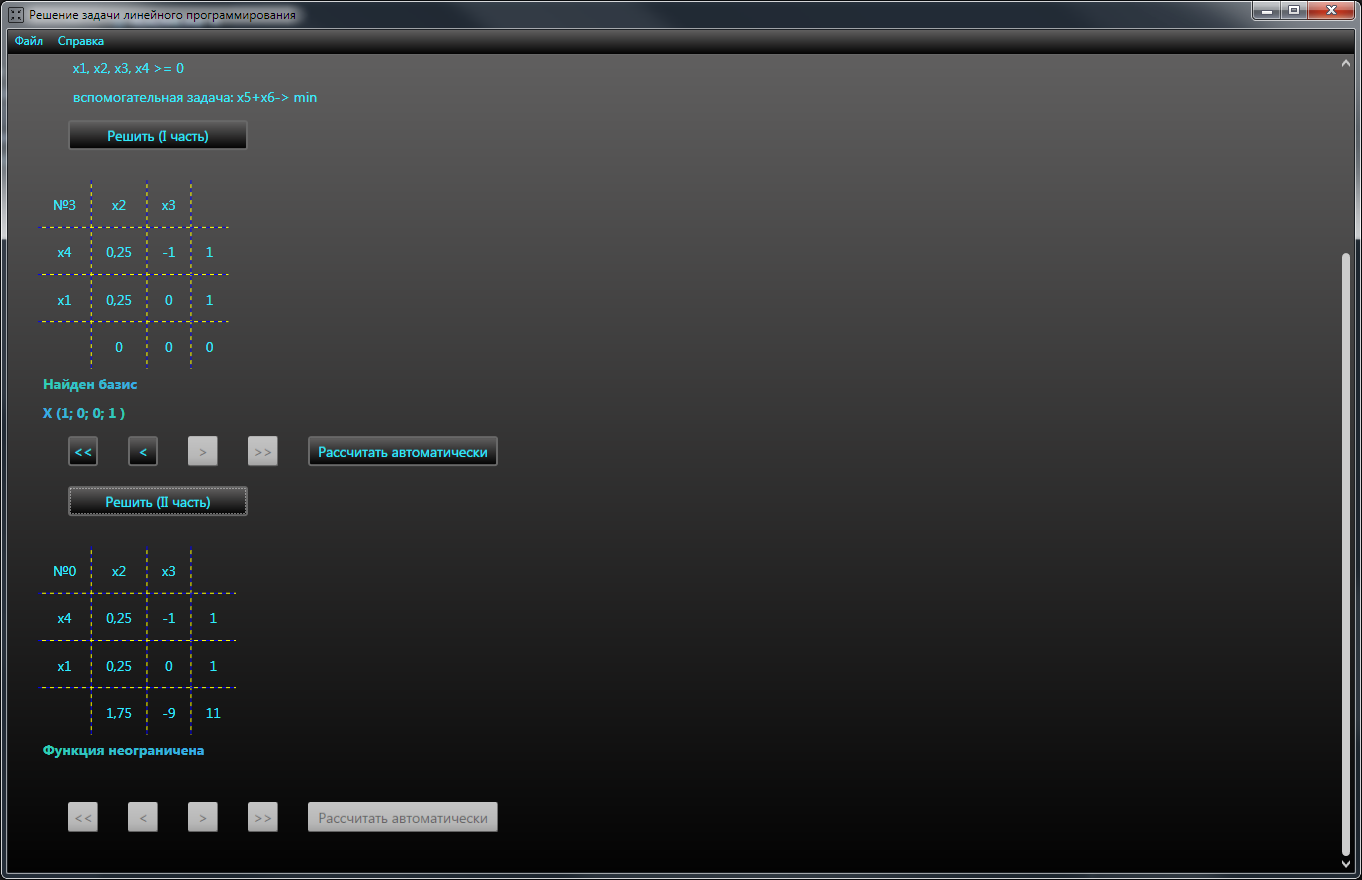 Решение задачи линейного программирования
Файл Справка
x1, x2, x3, x4 >= 0
вспомогательная задача: x5+x6-> min
Решить (I часть)
№3 x2 x3
x4 0,25 -1 1
x1 0,25 0 1
0 0 0
Найден базис
X (1; 0; 0; 1 )
<< < > >> Рассчитать автоматически
Решить (II часть)
№0 x2 x3
x4 0,25 -1 1
x1 0,25 0 1
1,75 -9 11
Функция неограничена
<< < > >> Рассчитать автоматически